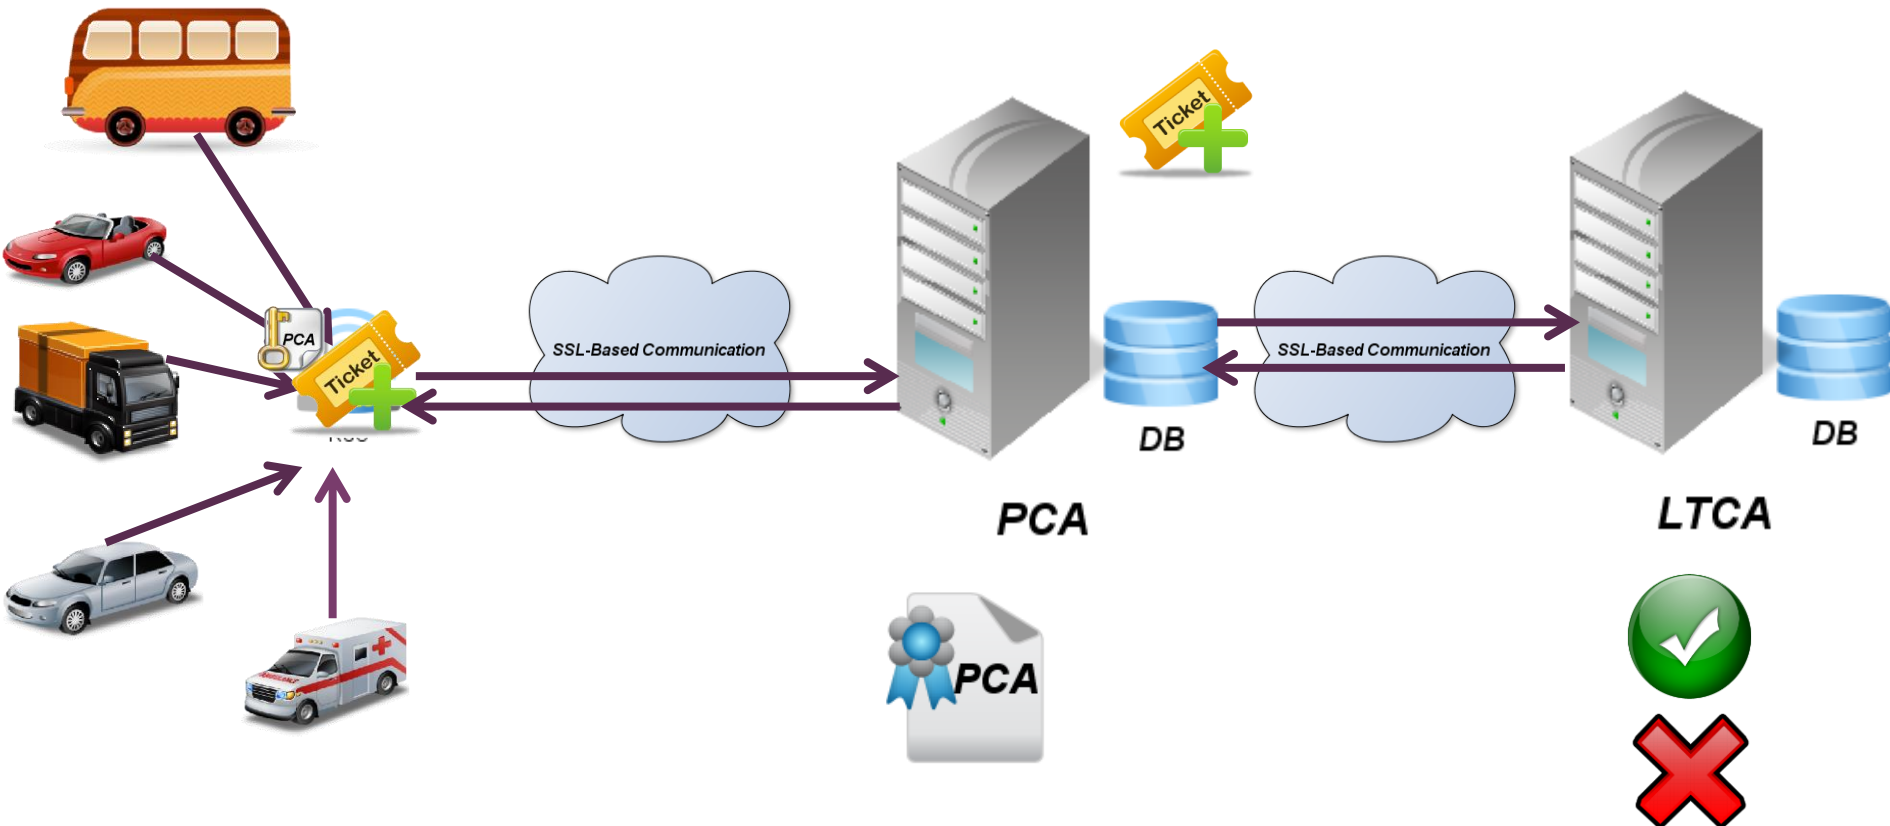 Ticket
PCA
Ticket
SSL-Based Communication
SSL-Based Communication
DB
DB
PCA
LTCA
PCA